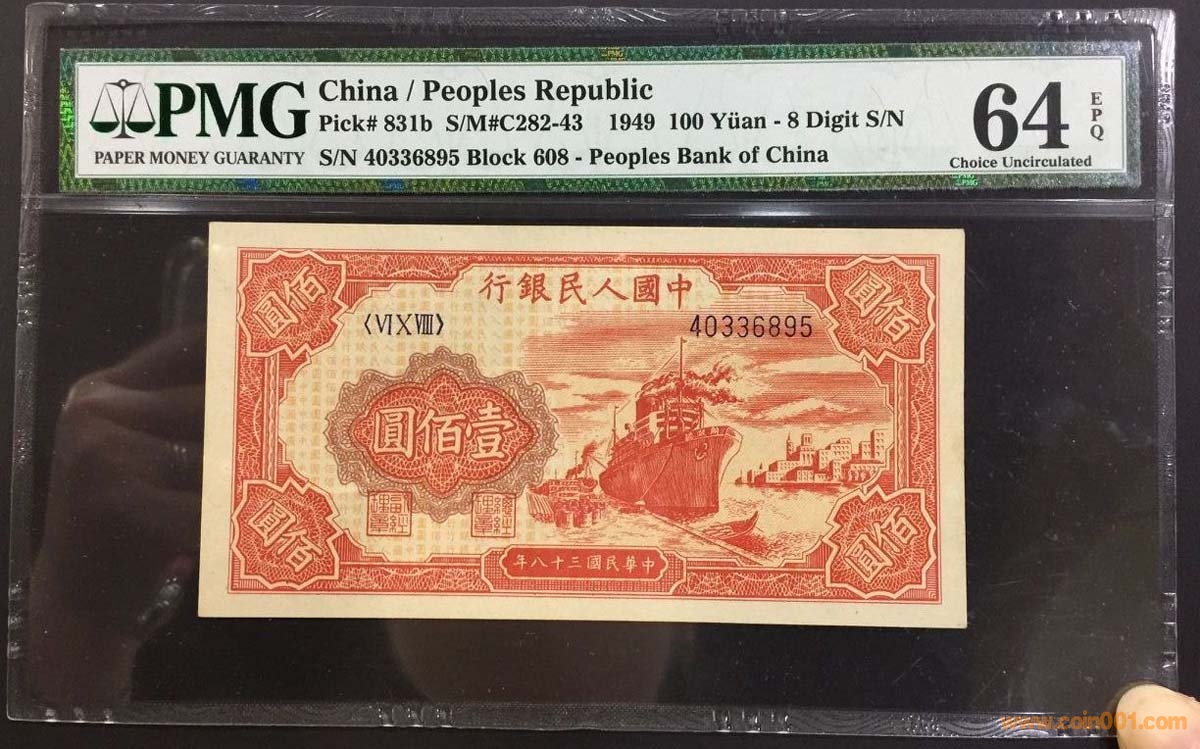 PMG
PAPER MONEY GUARANTY
China / Peoples Republic
Pick# 831b S/M#C282-43 1949 100 Yüan - 8 Digit S/N
S/N 40336895 Block 608 - Peoples Bank of China
64 EPQ
Choice Uncirculated
行銀民人國中
圓佰
圓佰
〈VIXVIII〉
40336895
圓佰壹
圓佰
圓佰
年八十三國民華中
www.coin001.com